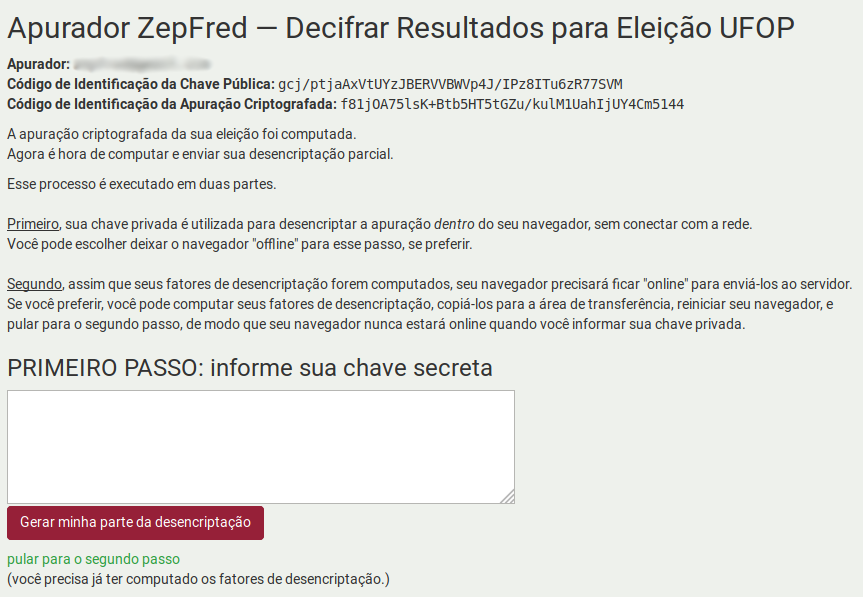 Apurador ZepFred — Decifrar Resultados para Eleição UFOP
Apurador:
Código de Identificação da Chave Pública: gcj/ptjaAxVtUYzJBERVVBWVp4J/IPz8ITu6zR77SVM
Código de Identificação da Apuração Criptografada: f81jOA75lsK+Btb5HT5tGZu/kulM1UahIjUY4Cm5144
A apuração criptografada da sua eleição foi computada.
Agora é hora de computar e enviar sua desencriptação parcial.
Esse processo é executado em duas partes.
Primeiro, sua chave privada é utilizada para desencriptar a apuração dentro do seu navegador, sem conectar com a rede.
Você pode escolher deixar o navegador "offline" para esse passo, se preferir.
Segundo, assim que seus fatores de desencriptação forem computados, seu navegador precisará ficar "online" para enviá-los ao servidor.
Se você preferir, você pode computar seus fatores de desencriptação, copiá-los para a área de transferência, reiniciar seu navegador, e
pular para o segundo passo, de modo que seu navegador nunca estará online quando você informar sua chave privada.
PRIMEIRO PASSO: informe sua chave secreta
Gerar minha parte da desencriptação
pular para o segundo passo
(você precisa já ter computado os fatores de desencriptação.)